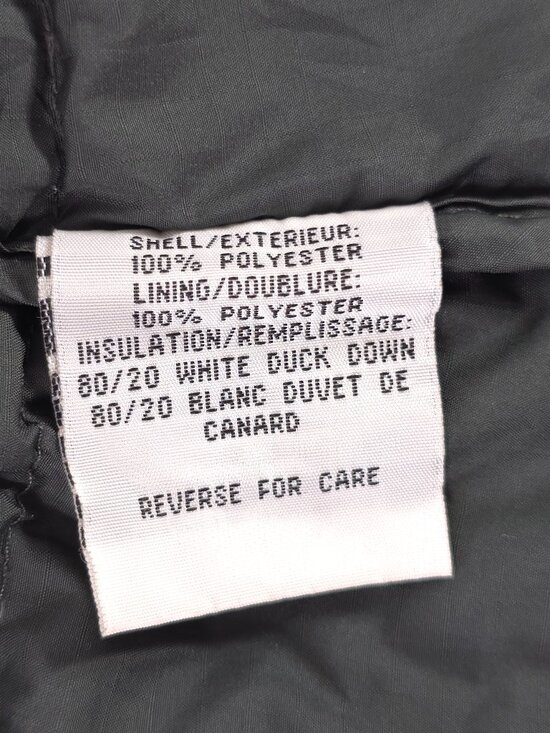 SHELL/EXTERIEUR:
100% POLYESTER
LINING/DOUBLURE:
100% POLYESTER
INSULATION/REMPLISSAGE:
80/20 WHITE DUCK DOWN
80/20 BLANC DUVET DE
CANARD
REVERSE FOR CARE